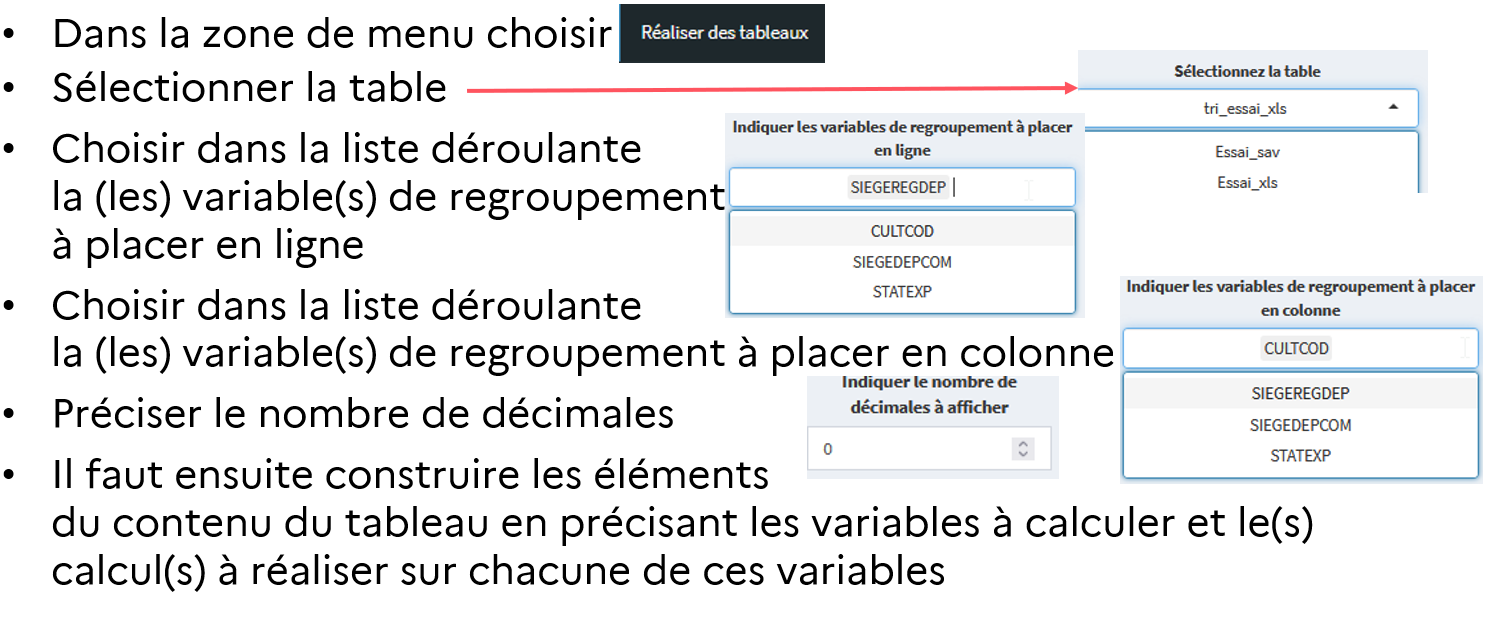 • Dans la zone de menu choisir
Réaliser des tableaux
• Sélectionner la table
Sélectionnez la table
tri_essai_xls
Essai_sav
Essai_xls
• Choisir dans la liste déroulante
la (les) variable(s) de regroupement
à placer en ligne
Indiquer les variables de regroupement à placer
en ligne
SIEGEREGDEP
CULTCOD
SIEGEDEPCOM
STATEXP
• Choisir dans la liste déroulante
la (les) variable(s) de regroupement à placer en colonne
Indiquer les variables de regroupement à placer
en colonne
CULTCOD
SIEGEREGDEP
SIEGEDEPCOM
STATEXP
• Préciser le nombre de décimales
Indiquer le nombre de
décimales à afficher
0
• Il faut ensuite construire les éléments
du contenu du tableau en précisant les variables à calculer et le(s)
calcul(s) à réaliser sur chacune de ces variables